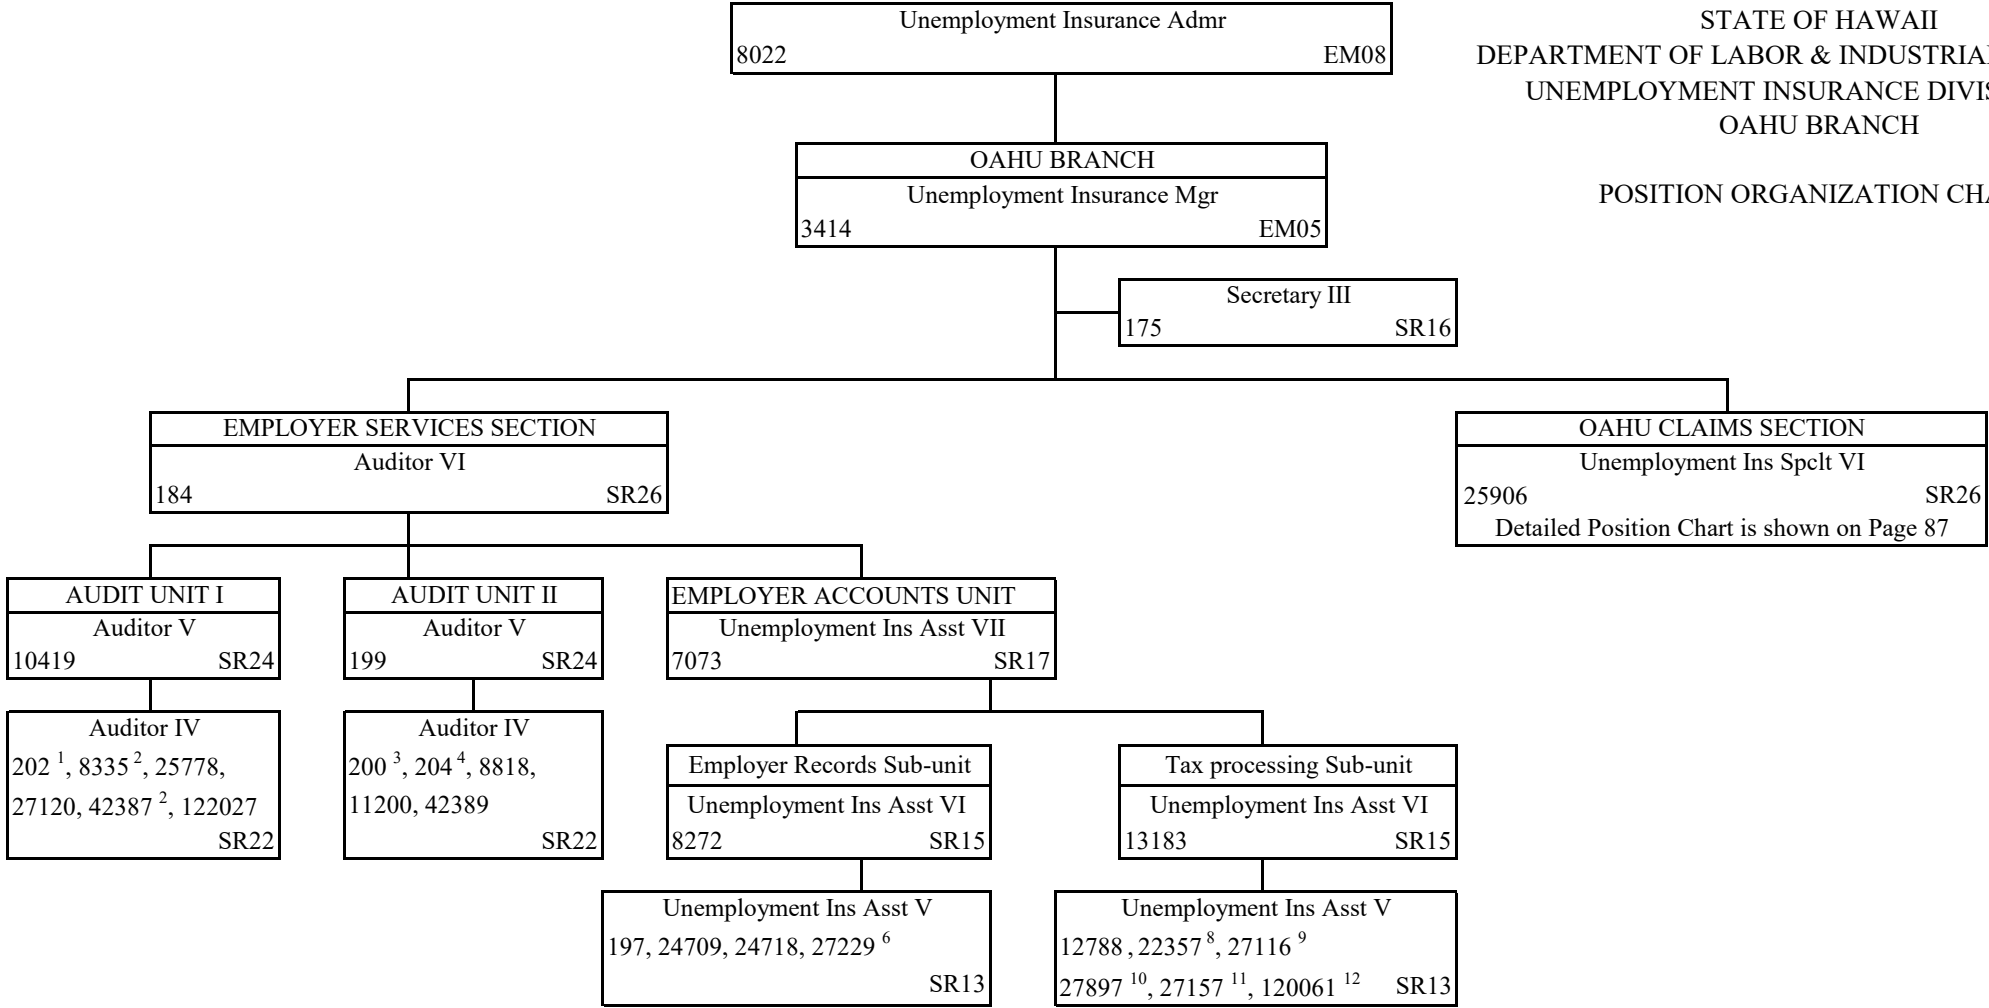 Unemployment Insurance Admr
8022 EM08
STATE OF HAWAII
DEPARTMENT OF LABOR & INDUSTRIA
UNEMPLOYMENT INSURANCE DIVIS
OAHU BRANCH
POSITION ORGANIZATION CHA
OAHU BRANCH
Unemployment Insurance Mgr
3414 EM05
Secretary III
175 SR16
EMPLOYER SERVICES SECTION
Auditor VI
184 SR26
OAHU CLAIMS SECTION
Unemployment Ins Spclt VI
25906 SR26
Detailed Position Chart is shown on Page 87
AUDIT UNIT I
Auditor V
10419 SR24
AUDIT UNIT II
Auditor V
199 SR24
EMPLOYER ACCOUNTS UNIT
Unemployment Ins Asst VII
7073 SR17
Auditor IV
202 ¹, 8335 ², 25778,
27120, 42387 ², 122027
SR22
Auditor IV
200 ³, 204 ⁴, 8818,
11200, 42389
SR22
Employer Records Sub-unit
Unemployment Ins Asst VI
8272 SR15
Tax processing Sub-unit
Unemployment Ins Asst VI
13183 SR15
Unemployment Ins Asst V
197, 24709, 24718, 27229 ⁶
SR13
Unemployment Ins Asst V
12788 , 22357 ⁸, 27116 ⁹
27897 ¹⁰, 27157 ¹¹, 120061 ¹² SR13